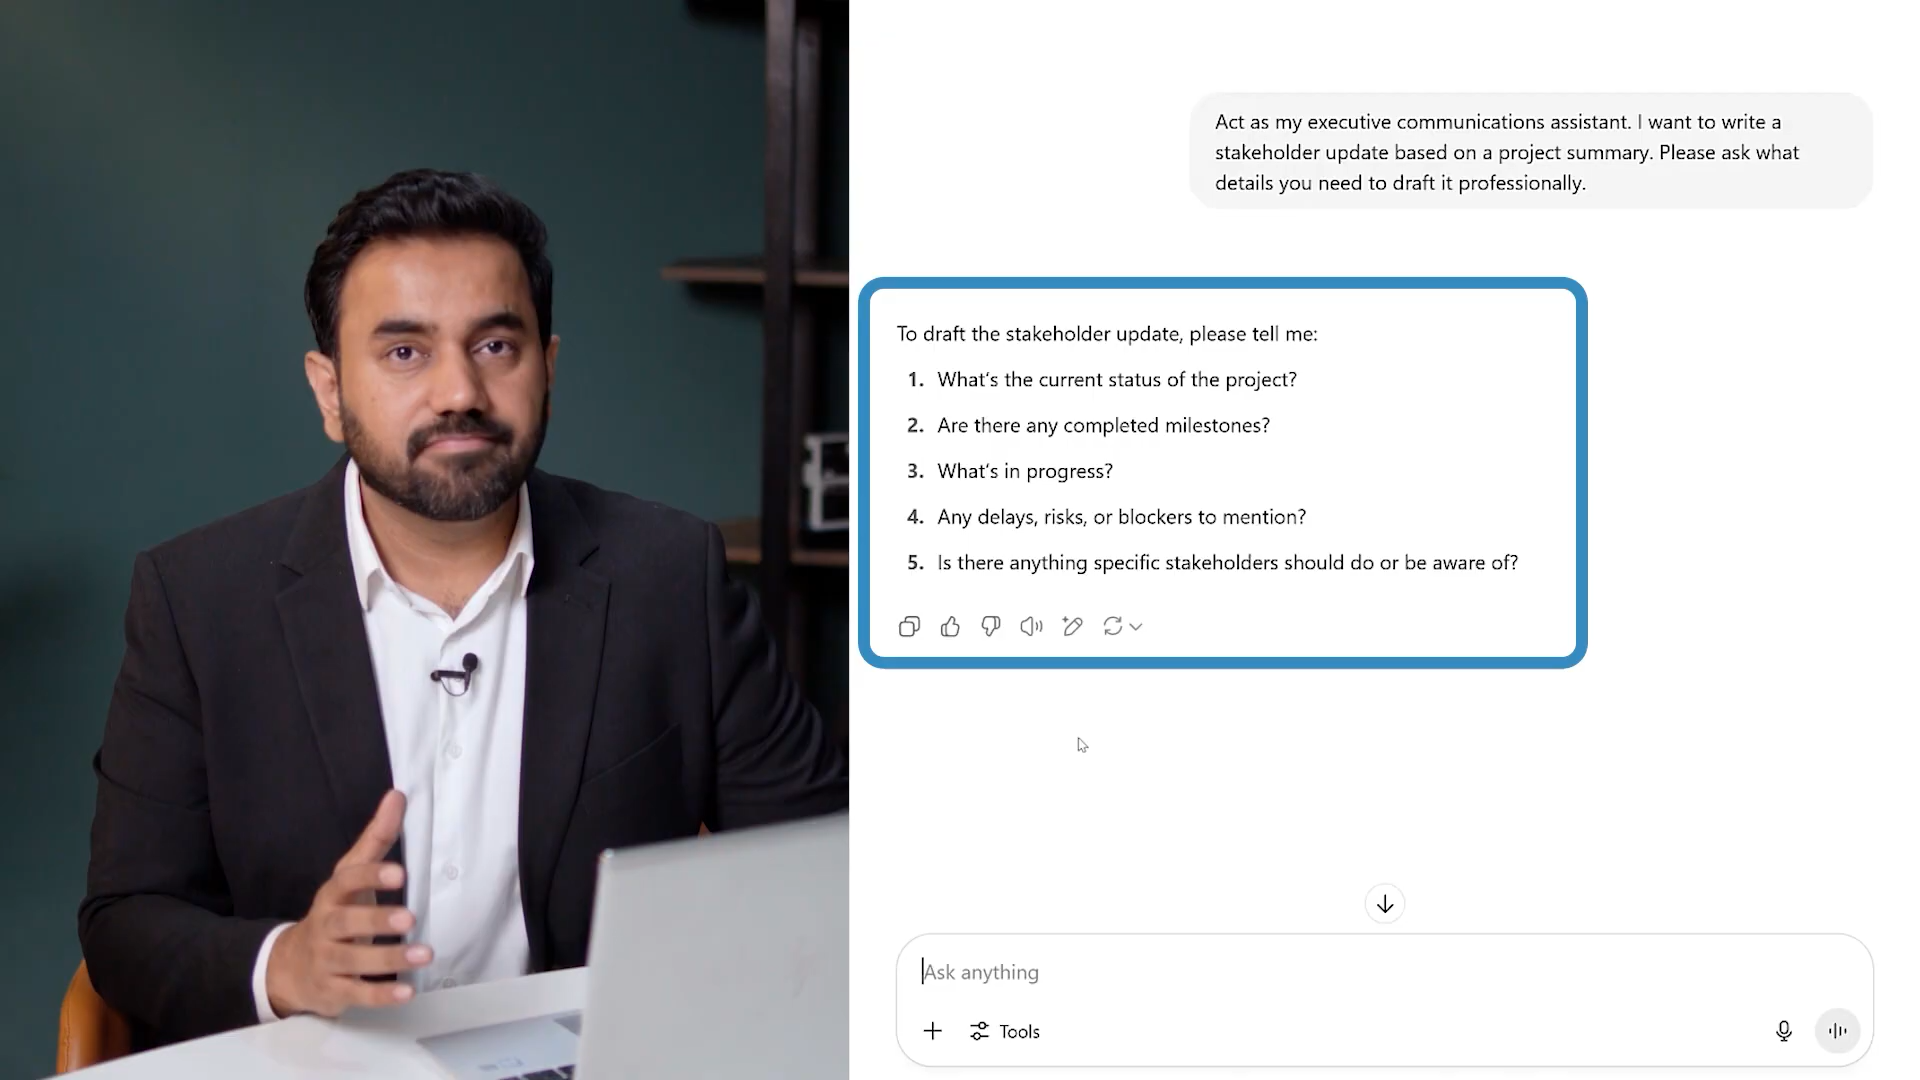 Act as my executive communications assistant. I want to write a
stakeholder update based on a project summary. Please ask what
details you need to draft it professionally.
To draft the stakeholder update, please tell me:
1. What's the current status of the project?
2. Are there any completed milestones?
3. What's in progress?
4. Any delays, risks, or blockers to mention?
5. Is there anything specific stakeholders should do or be aware of?
Ask anything
Tools